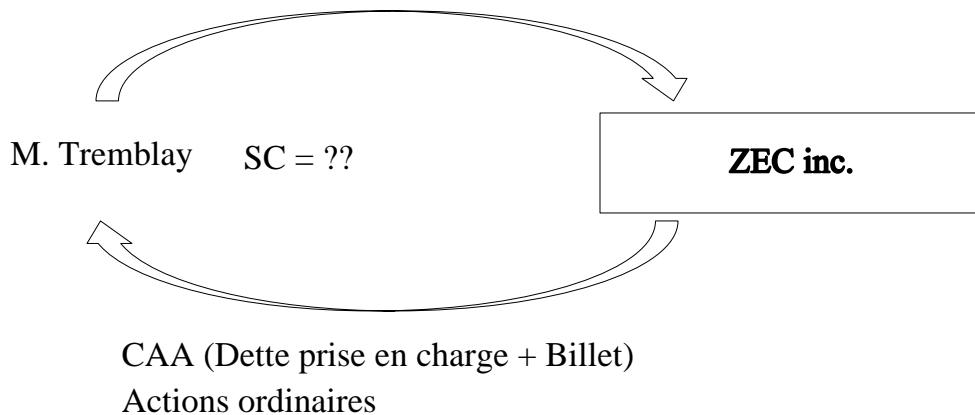 M. Tremblay SC = ??
ZEC inc.
CAA (Dette prise en charge + Billet)
Actions ordinaires